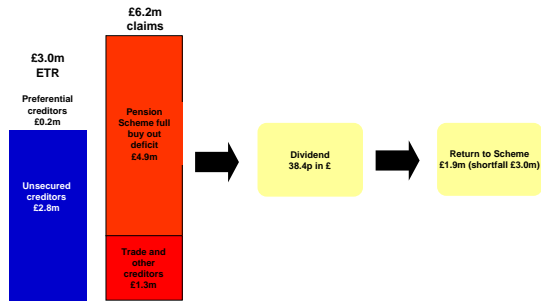 £3.0m
ETR
Preferential
creditors
£0.2m
Unsecured
creditors
£2.8m
£6.2m
claims
Pension
Scheme full
buy out
deficit
£4.9m
Trade and
other
creditors
£1.3m
Dividend
38.4p in £
Return to Scheme
£1.9m (shortfall £3.0m)